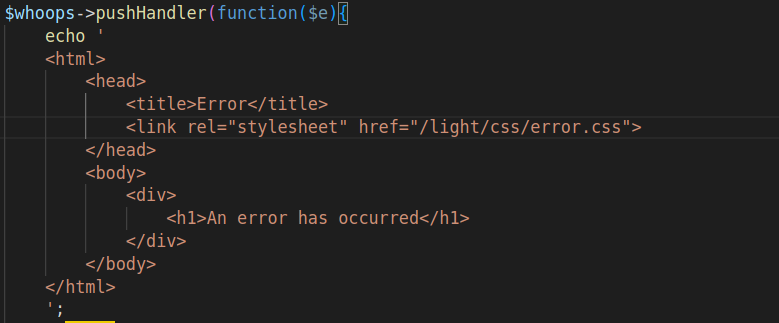 $whoops->pushHandler(function($e){
echo '
<html>
<head>
<title>Error</title>
<link rel="stylesheet" href="/light/css/error.css">
</head>
<body>
<div>
<h1>An error has occurred</h1>
</div>
</body>
</html>
';